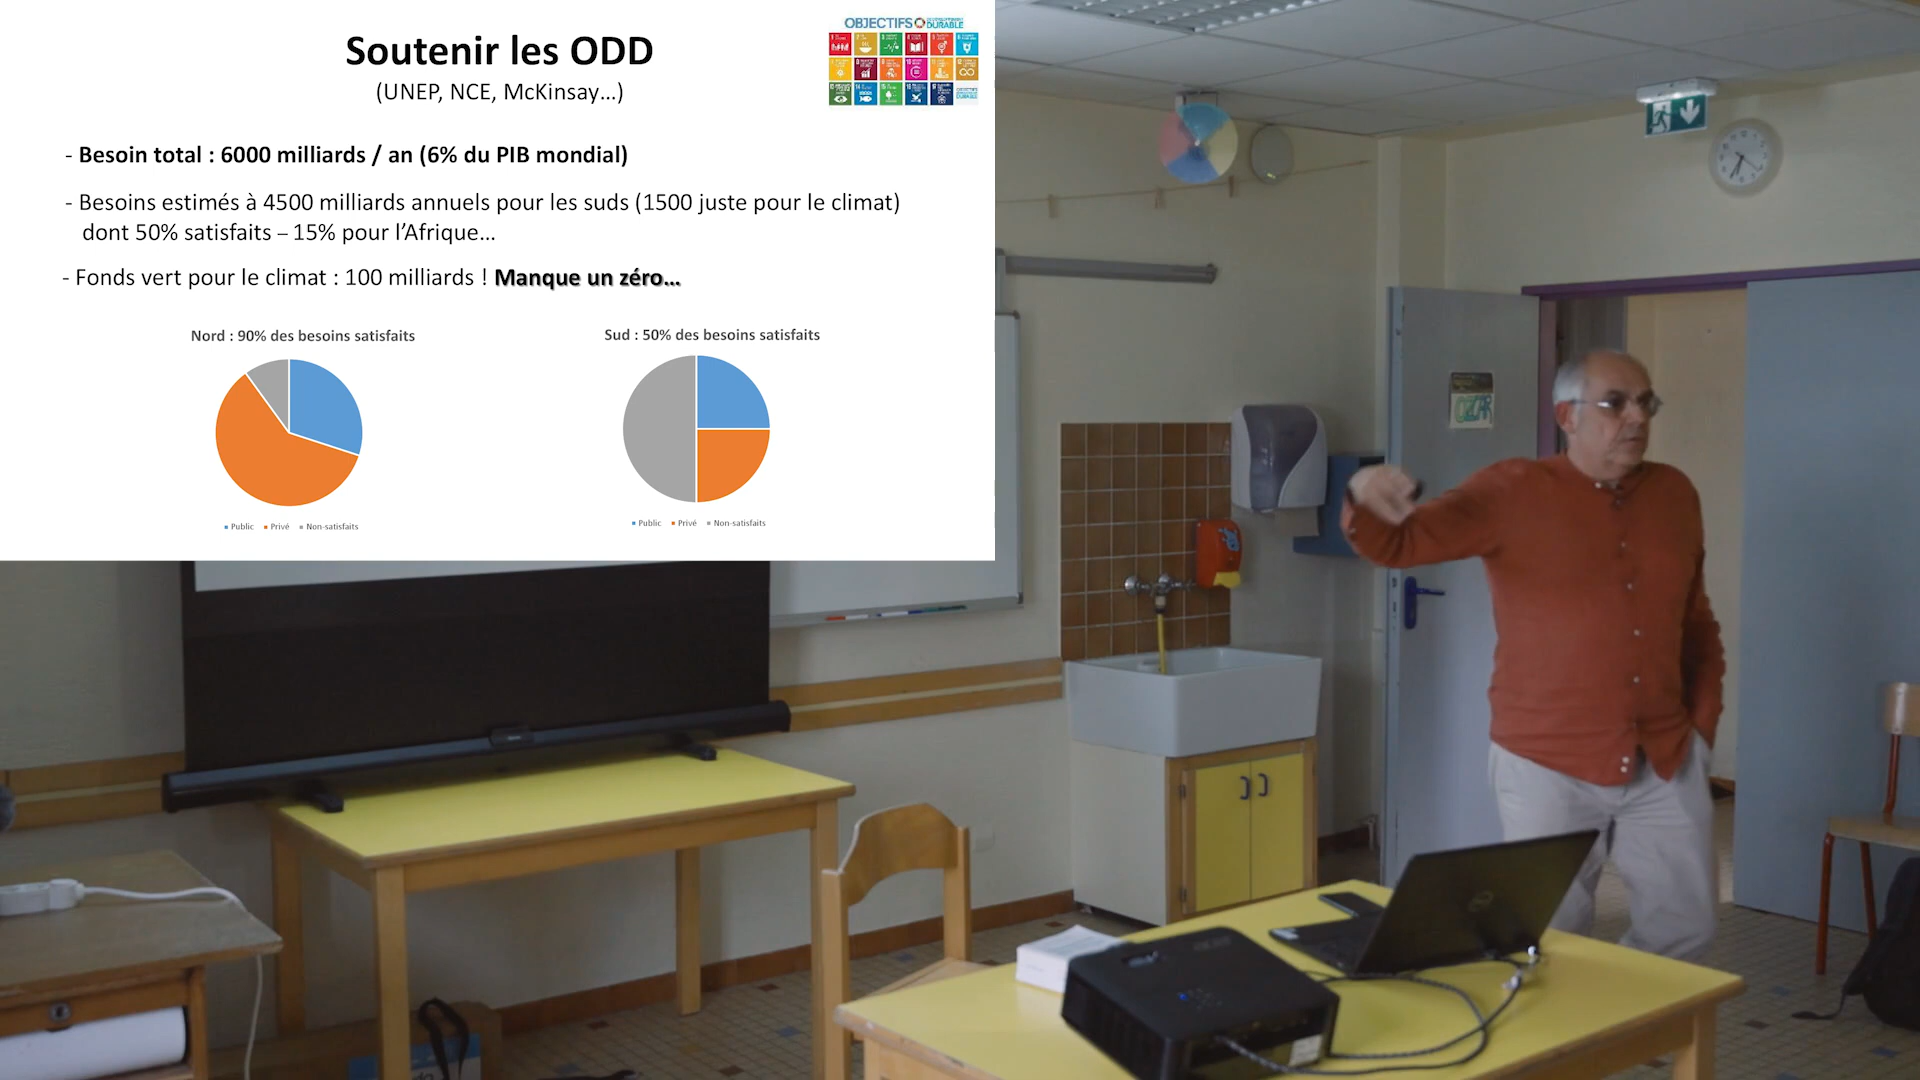 Soutenir les ODD
(UNEP, NCE, McKinsay...)
OBJECTIFS DE DÉVELOPPEMENT
DURABLE
- Besoin total : 6000 milliards / an (6% du PIB mondial)
- Besoins estimés à 4500 milliards annuels pour les suds (1500 juste pour le climat)
dont 50% satisfaits – 15% pour l'Afrique...
- Fonds vert pour le climat : 100 milliards ! Manque un zéro...
Nord : 90% des besoins satisfaits
Public Privé Non-satisfaits
Sud : 50% des besoins satisfaits
Public Privé Non-satisfaits